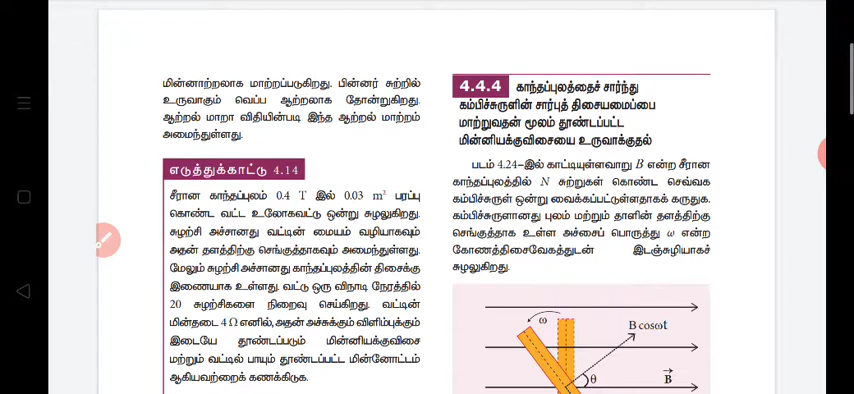 மின்னாற்றலாக மாற்றப்படுகிறது. பின்னர் சுற்றில்
உருவாகும் வெப்ப ஆற்றலாக தோன்றுகிறது.
ஆற்றல் மாறா விதியின்படி இந்த ஆற்றல் மாற்றம்
அமைந்துள்ளது.
எடுத்துக்காட்டு 4.14
சீரான காந்தப்புலம் 0.4 T இல் 0.03 m² பரப்பு
கொண்ட வட்ட உலோகவட்டு ஒன்று சுழலுகிறது.
சுழற்சி அச்சானது வட்டின் மையம் வழியாகவும்
அதன் தளத்திற்கு செங்குத்தாகவும் அமைந்துள்ளது.
மேலும் சுழற்சி அச்சானது காந்தப்புலத்தின் திசைக்கு
இணையாக உள்ளது. வட்டு ஒரு விநாடி நேரத்தில்
20 சுழற்சிகளை நிறைவு செய்கிறது. வட்டின்
மின்தடை 4 Ω எனில், அதன் அச்சுக்கும் விளிம்புக்கும்
இடையே தூண்டப்படும் மின்னியக்குவிசை
மற்றும் வட்டில் பாயும் தூண்டப்பட்ட மின்னோட்டம்
ஆகியவற்றைக் கணக்கிடுக.
4.4.4 காந்தப்புலத்தைச் சார்ந்து
கம்பிச்சுருளின் சார்புத் திசையமைப்பை
மாற்றுவதன் மூலம் தூண்டப்பட்ட
மின்னியக்குவிசையை உருவாக்குதல்
படம் 4.24-இல் காட்டியுள்ளவாறு B என்ற சீரான
காந்தப்புலத்தில் N சுற்றுகள் கொண்ட செவ்வக
கம்பிச்சுருள் ஒன்று வைக்கப்பட்டுள்ளதாகக் கருதுக.
கம்பிச்சுருளானது புலம் மற்றும் தாளின் தளத்திற்கு
செங்குத்தாக உள்ள அச்சைப் பொருத்து ω என்ற
கோணத்திசைவேகத்துடன் இடஞ்சுழியாகச்
சுழலுகிறது.
ω
B cosωt
θ
B⃗